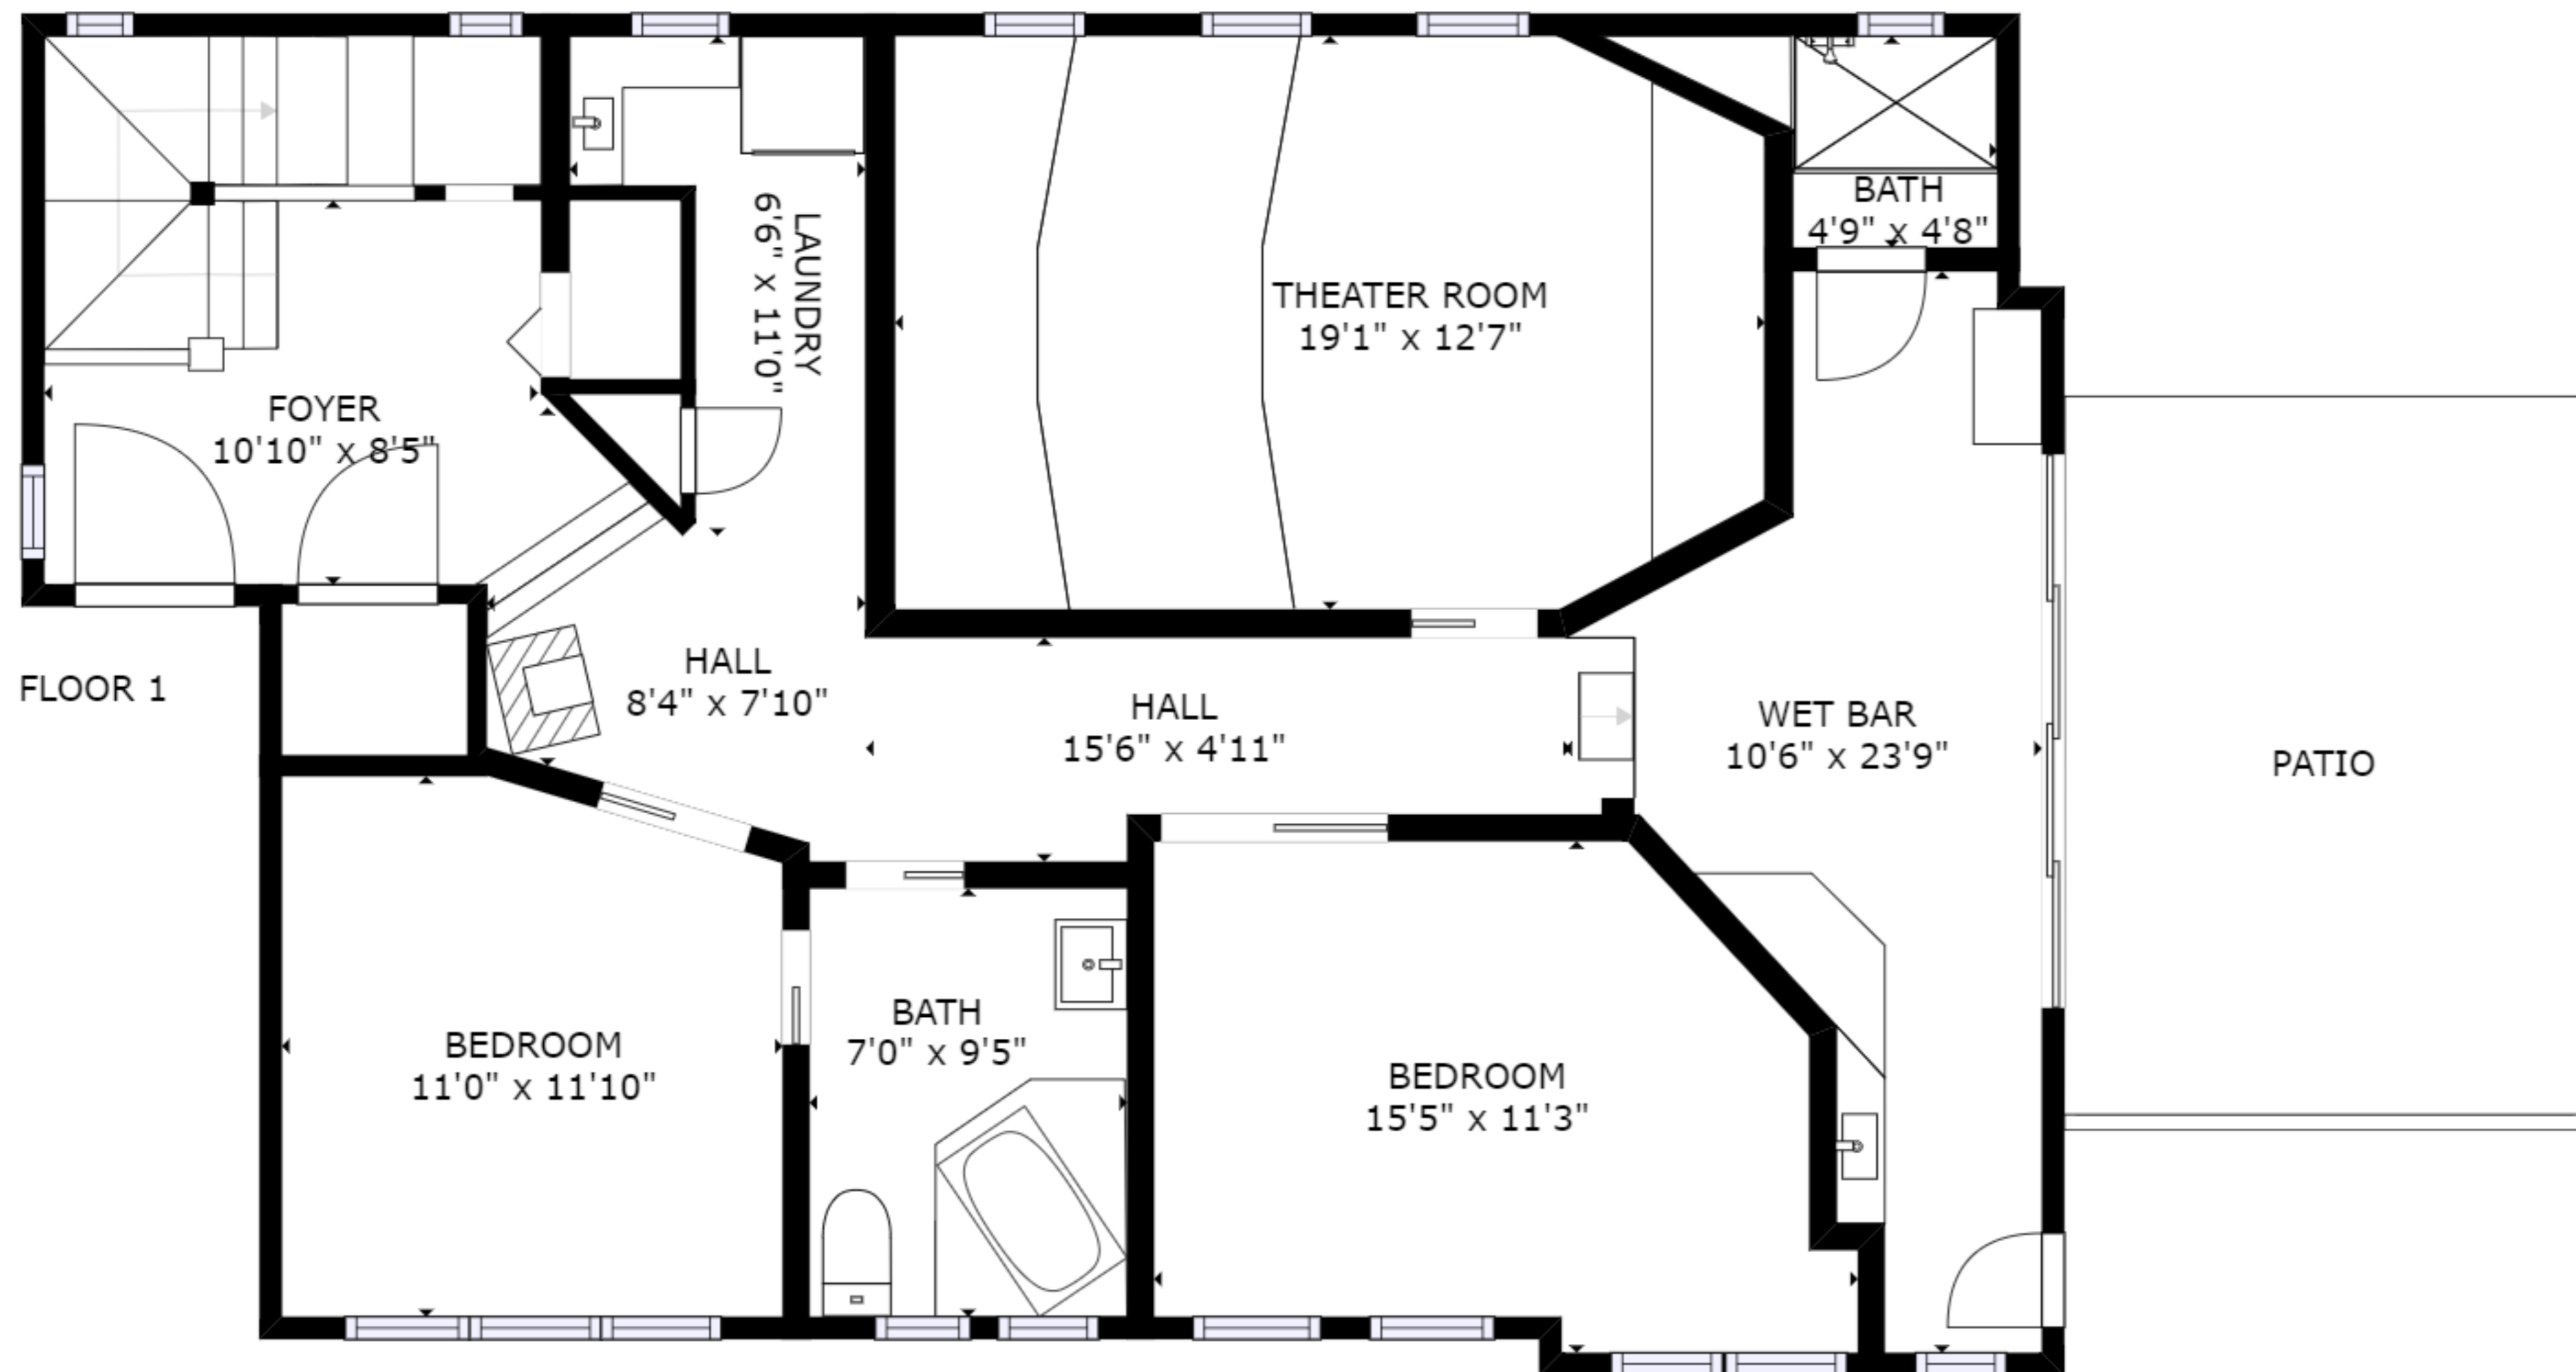 BATH
4'9" x 4'8"
LAUNDRY
6'6" x 11'0"
THEATER ROOM
19'1" x 12'7"
FOYER
10'10" x 8'5"
FLOOR 1
HALL
8'4" x 7'10"
HALL
15'6" x 4'11"
WET BAR
10'6" x 23'9"
PATIO
BEDROOM
11'0" x 11'10"
BATH
7'0" x 9'5"
BEDROOM
15'5" x 11'3"